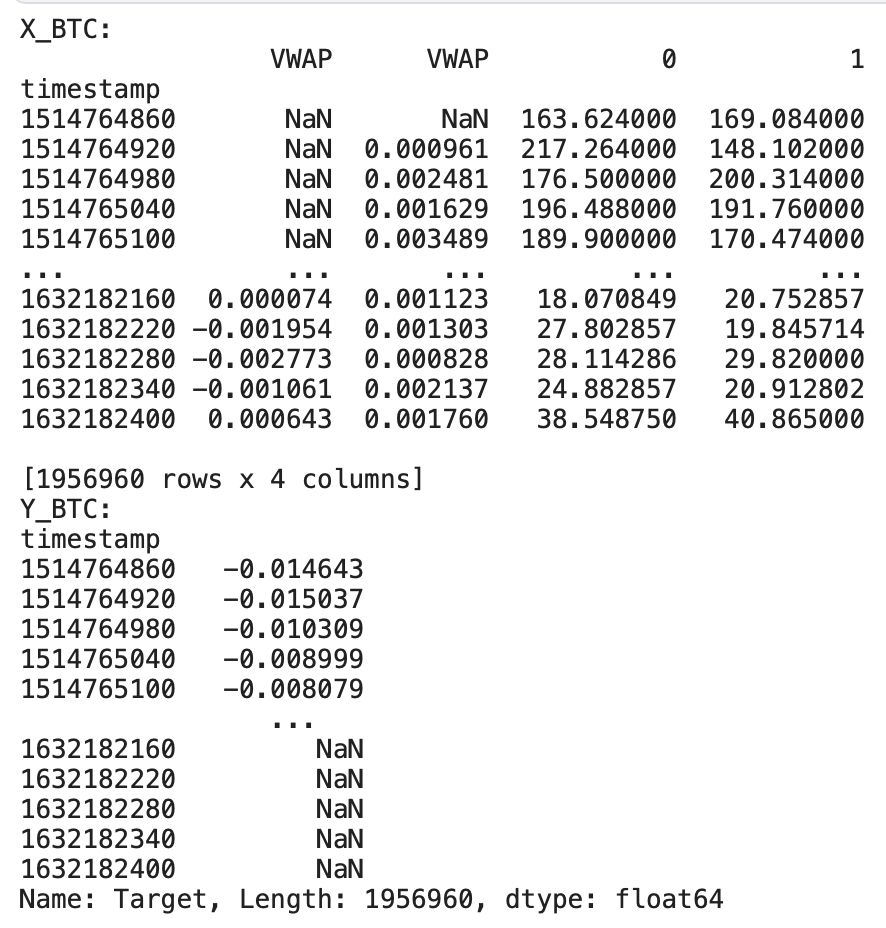 X_BTC:
VWAP VWAP 0 1
timestamp
1514764860 NaN NaN 163.624000 169.084000
1514764920 NaN 0.000961 217.264000 148.102000
1514764980 NaN 0.002481 176.500000 200.314000
1514765040 NaN 0.001629 196.488000 191.760000
1514765100 NaN 0.003489 189.900000 170.474000
... ... ... ... ...
1632182160 0.000074 0.001123 18.070849 20.752857
1632182220 -0.001954 0.001303 27.802857 19.845714
1632182280 -0.002773 0.000828 28.114286 29.820000
1632182340 -0.001061 0.002137 24.882857 20.912802
1632182400 0.000643 0.001760 38.548750 40.865000
[1956960 rows x 4 columns]
Y_BTC:
timestamp
1514764860 -0.014643
1514764920 -0.015037
1514764980 -0.010309
1514765040 -0.008999
1514765100 -0.008079
...
1632182160 NaN
1632182220 NaN
1632182280 NaN
1632182340 NaN
1632182400 NaN
Name: Target, Length: 1956960, dtype: float64